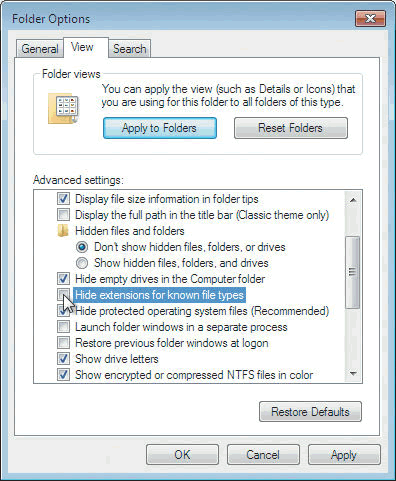 Folder Options
General View Search
Folder views
You can apply the view (such as Details or Icons) that
you are using for this folder to all folders of this type.
Apply to Folders Reset Folders
Advanced settings:
Display file size information in folder tips
Display the full path in the title bar (Classic theme only)
Hidden files and folders
Don't show hidden files, folders, or drives
Show hidden files, folders, and drives
Hide empty drives in the Computer folder
Hide extensions for known file types
Hide protected operating system files (Recommended)
Launch folder windows in a separate process
Restore previous folder windows at logon
Show drive letters
Show encrypted or compressed NTFS files in color
Restore Defaults
OK Cancel Apply